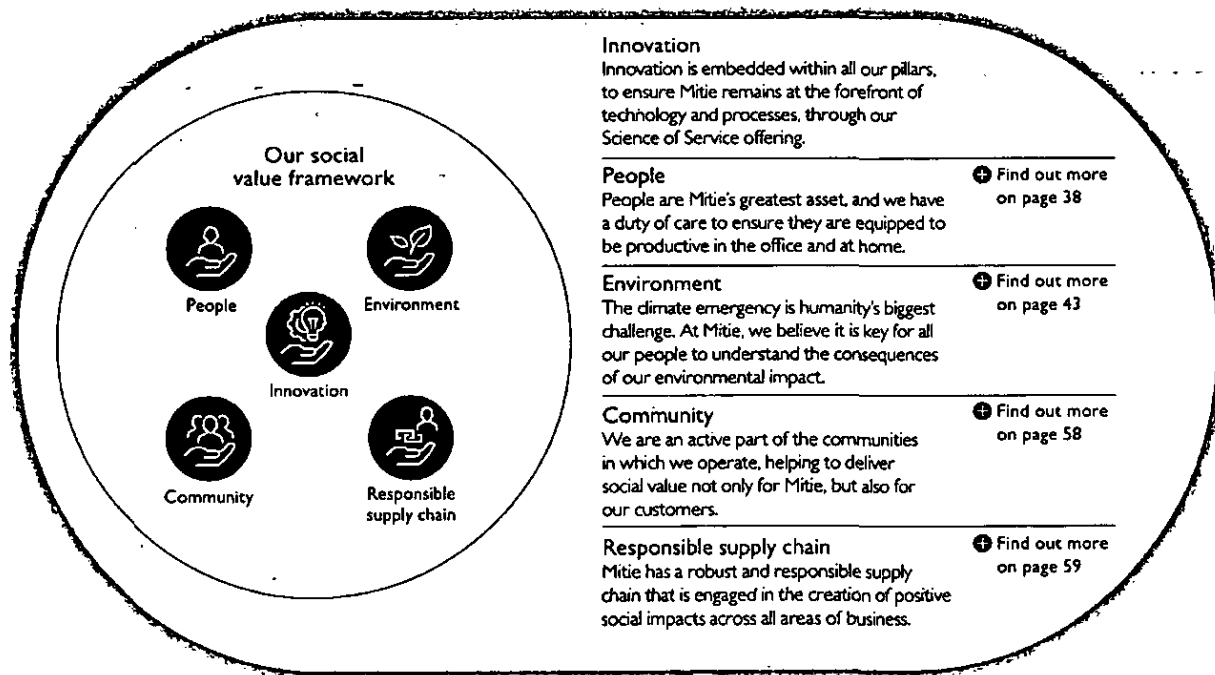 Our social
value framework
People
Environment
Innovation
Community
Responsible
supply chain
Innovation
Innovation is embedded within all our pillars,
to ensure Mitie remains at the forefront of
technology and processes, through our
Science of Service offering.
People
People are Mitie's greatest asset, and we have
a duty of care to ensure they are equipped to
be productive in the office and at home.
Find out more
on page 38
Environment
The climate emergency is humanity's biggest
challenge. At Mitie, we believe it is key for all
our people to understand the consequences
of our environmental impact.
Find out more
on page 43
Community
We are an active part of the communities
in which we operate, helping to deliver
social value not only for Mitie, but also for
our customers.
Find out more
on page 58
Responsible supply chain
Mitie has a robust and responsible supply
chain that is engaged in the creation of positive
social impacts across all areas of business.
Find out more
on page 59